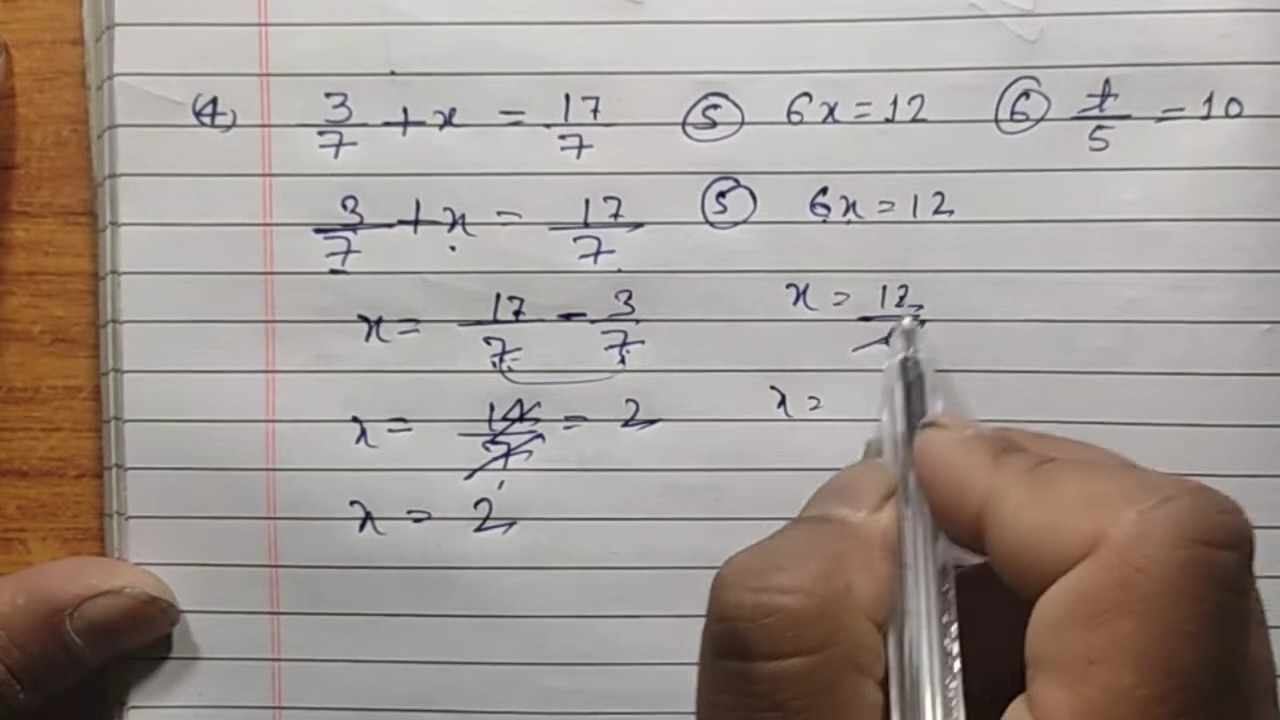 (4) 3/7 + x = 17/7 (5) 6x = 12 (6) t/5 = 10
3/7 + x = 17/7 (5) 6x = 12
x = 17/7 - 3/7
x = 12
x = 14/7 = 2
x =
x = 2